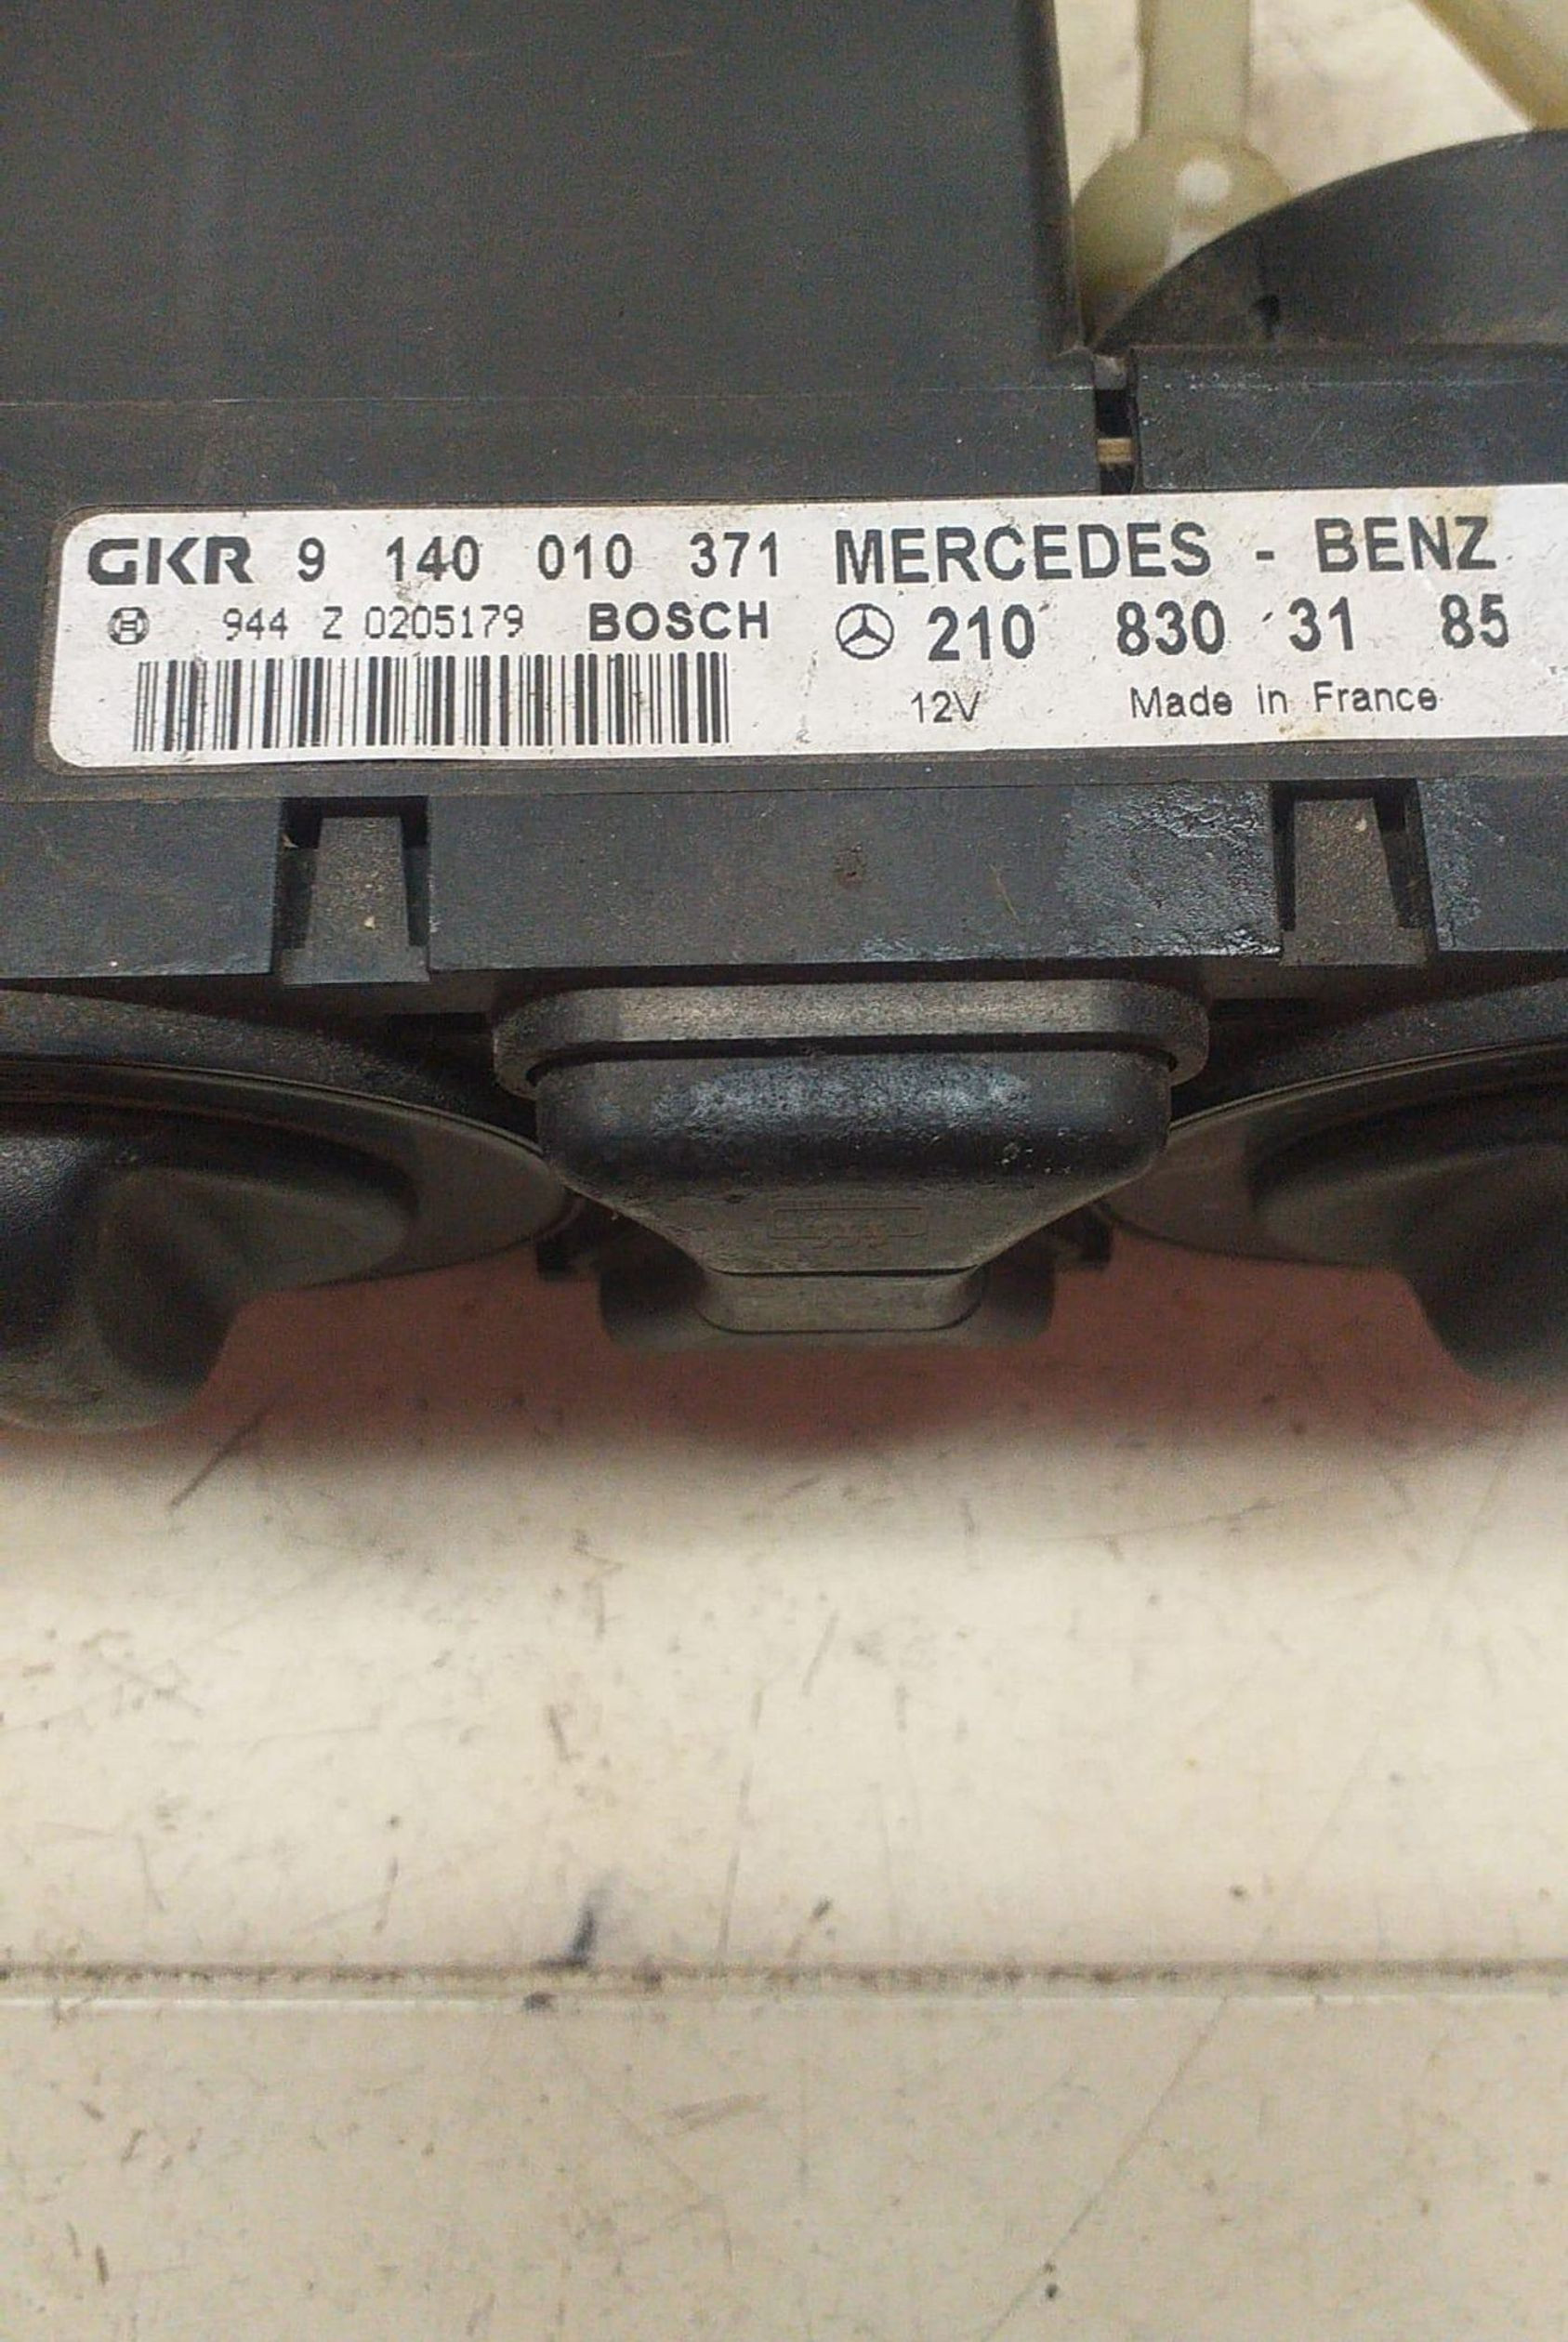 GKR 9 140 010 371 MERCEDES - BENZ
944 Z 0205179 BOSCH 210 830 31 85
12V Made in France